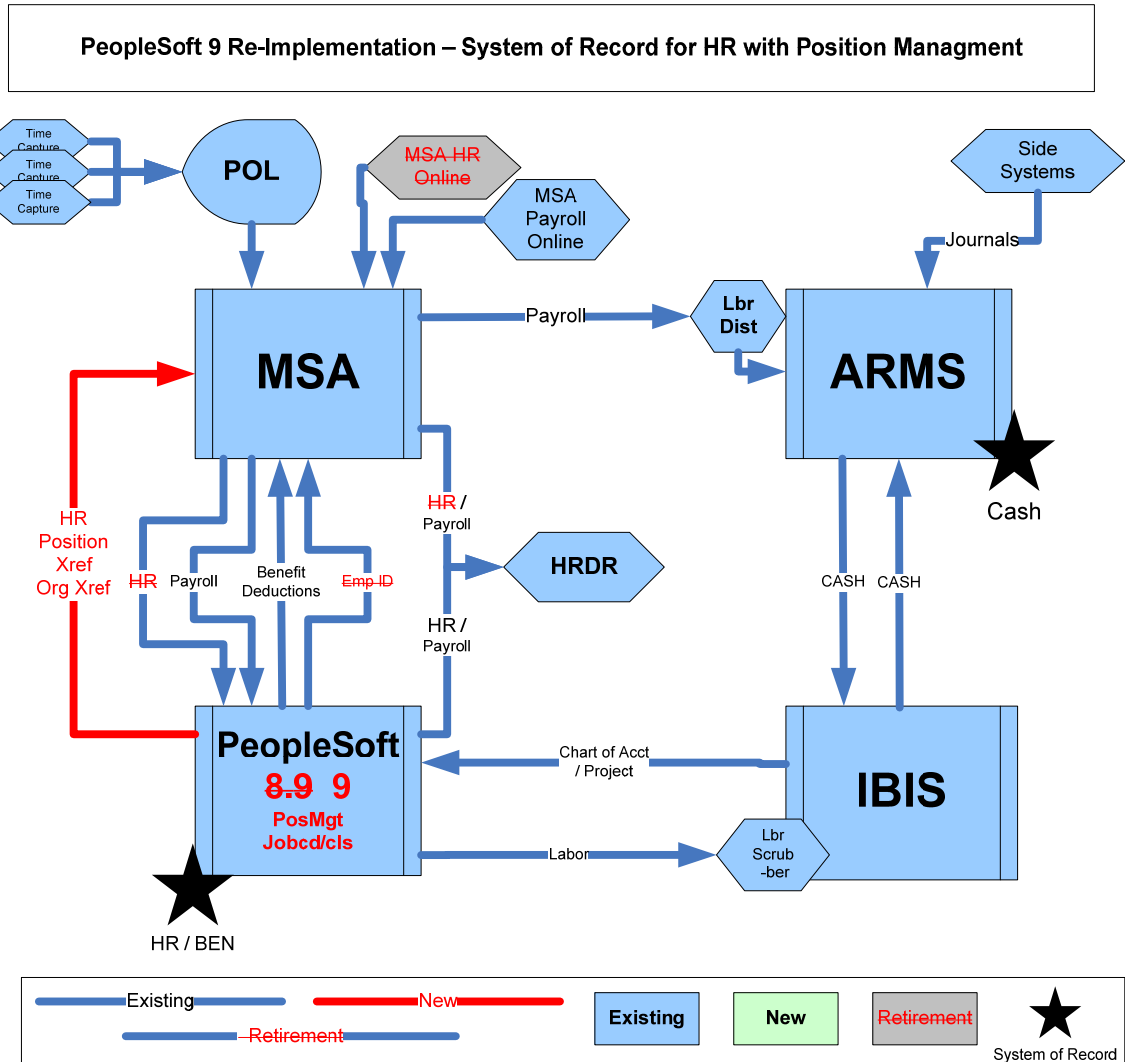 PeopleSoft 9 Re-Implementation – System of Record for HR with Position Managment
Time
Capture
Time
Capture
Time
Capture
POL
MSA HR
Online
MSA
Payroll
Online
Side
Systems
Journals
MSA
Payroll
Lbr
Dist
ARMS
Cash
HR
Position
Xref
Org Xref
HR
Payroll
Benefit
Deductions
Emp ID
HR /
Payroll
HRDR
HR /
Payroll
CASH
CASH
PeopleSoft
8.9 9
PosMgt
Jobcd/cls
HR / BEN
Chart of Acct
/ Project
Labor
IBIS
Lbr
Scrub
-ber
Existing
New
Retirement
Existing
New
Retirement
System of Record